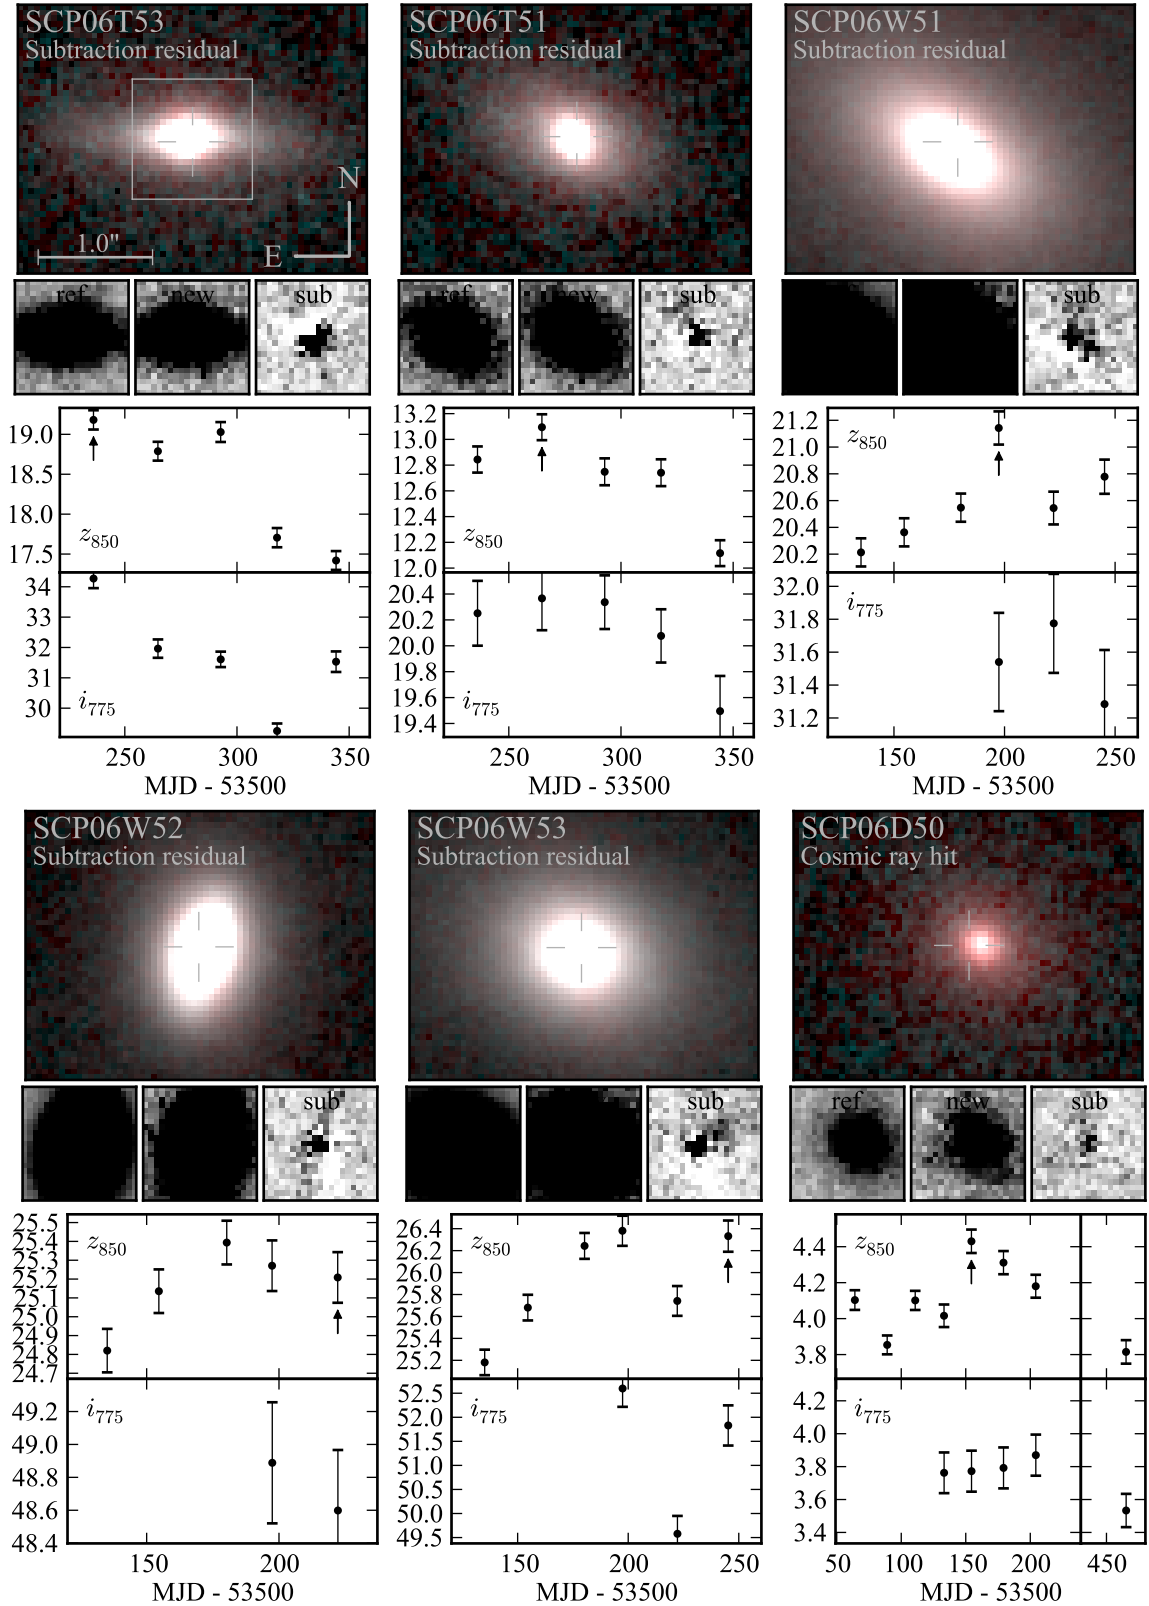 SCP06T53
Subtraction residual
N
E
1.0"
SCP06T51
Subtraction residual
SCP06W51
Subtraction residual
ref
new
sub
ref
new
sub
sub
19.0
18.5
18.0
17.5
z850
34
33
32
31
30
i775
250
300
350
MJD - 53500
13.2
13.0
12.8
12.6
12.4
12.2
12.0
z850
20.4
20.2
20.0
19.8
19.6
19.4
i775
250
300
350
MJD - 53500
21.2
21.0
20.8
20.6
20.4
20.2
z850
32.0
31.8
31.6
31.4
31.2
i775
150
200
250
MJD - 53500
SCP06W52
Subtraction residual
SCP06W53
Subtraction residual
SCP06D50
Cosmic ray hit
sub
sub
ref
new
sub
25.5
25.4
25.3
25.2
25.1
25.0
24.9
24.8
24.7
z850
49.2
49.0
48.8
48.6
48.4
i775
150
200
MJD - 53500
26.4
26.2
26.0
25.8
25.6
25.4
25.2
z850
52.5
52.0
51.5
51.0
50.5
50.0
49.5
i775
150
200
250
MJD - 53500
4.4
4.2
4.0
3.8
z850
4.2
4.0
3.8
3.6
3.4
i775
50
100
150
200
450
MJD - 53500